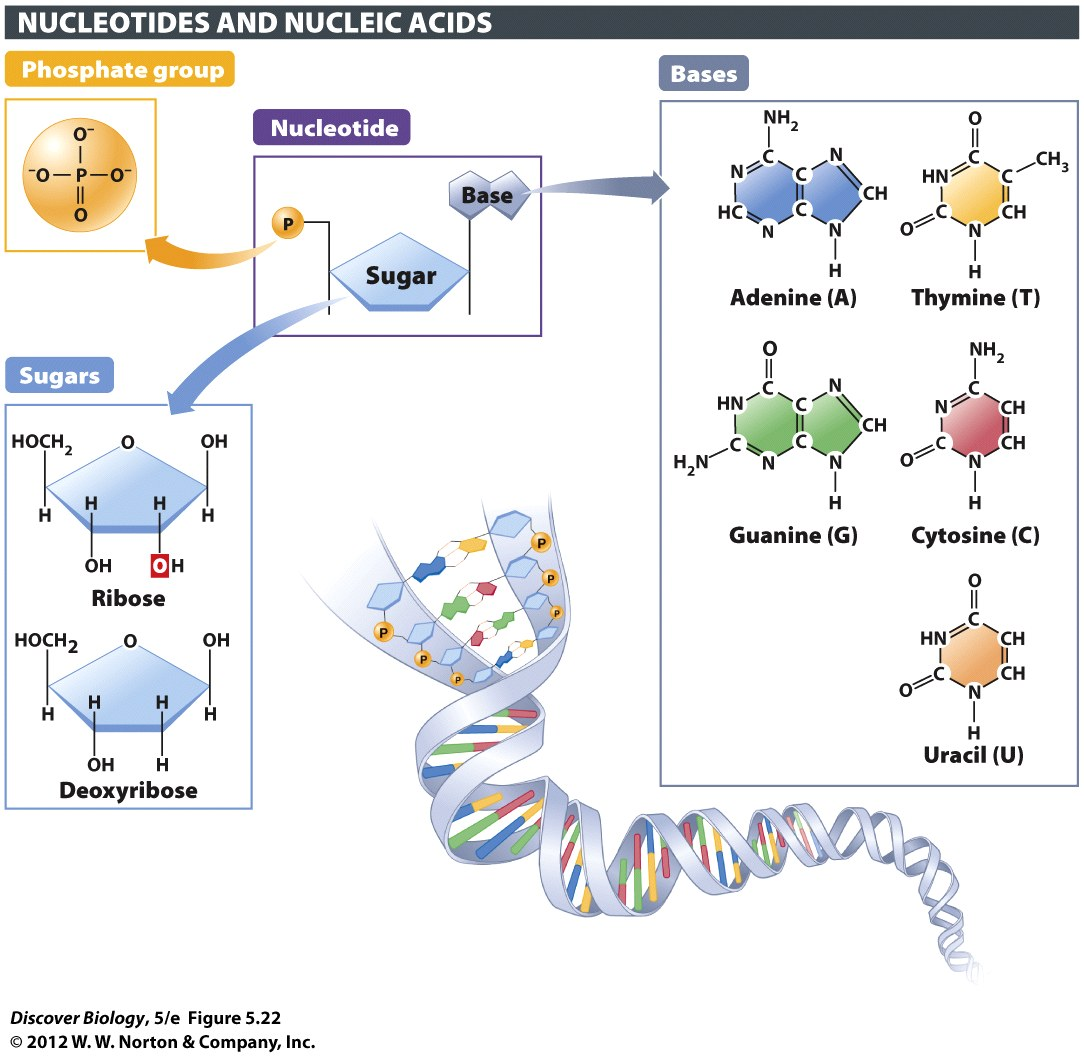 NUCLEOTIDES AND NUCLEIC ACIDS
Phosphate group
O⁻
⁻O P O⁻
O
Nucleotide
P
Base
Sugar
Bases
NH₂
N C C N
HC N C N CH
H
Adenine (A)
O
HN C C CH₃
O C N CH
H
Thymine (T)
O
HN C C N
H₂N C N C N CH
H
Guanine (G)
NH₂
N C CH
O C N CH
H
Cytosine (C)
O
HN C CH
O C N CH
H
Uracil (U)
Sugars
HOCH₂ O OH
H H H H
OH OH
Ribose
HOCH₂ O OH
H H H H
OH H
Deoxyribose
P
P
P
P
P
P
Discover Biology, 5/e Figure 5.22
© 2012 W. W. Norton & Company, Inc.